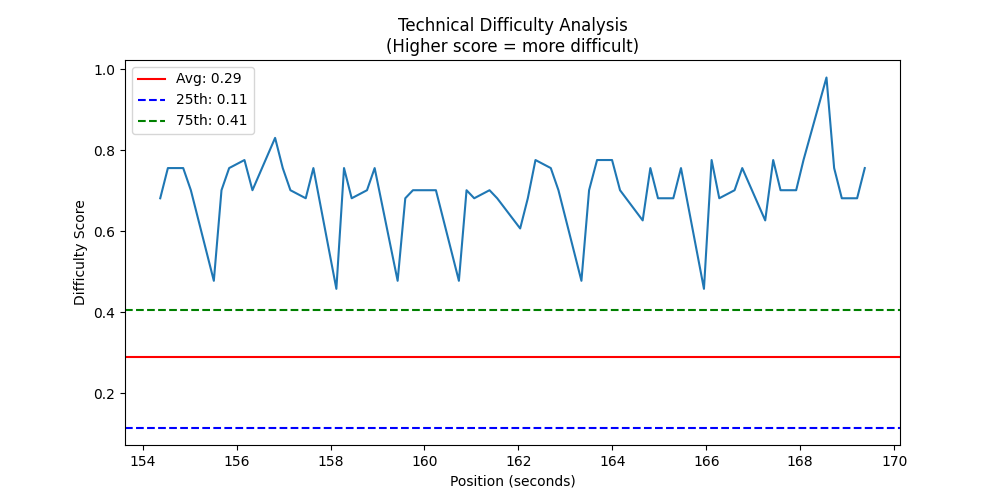 Technical Difficulty Analysis
(Higher score = more difficult)
Avg: 0.29
25th: 0.11
75th: 0.41
Difficulty Score
1.0
0.8
0.6
0.4
0.2
154 156 158 160 162 164 166 168 170
Position (seconds)